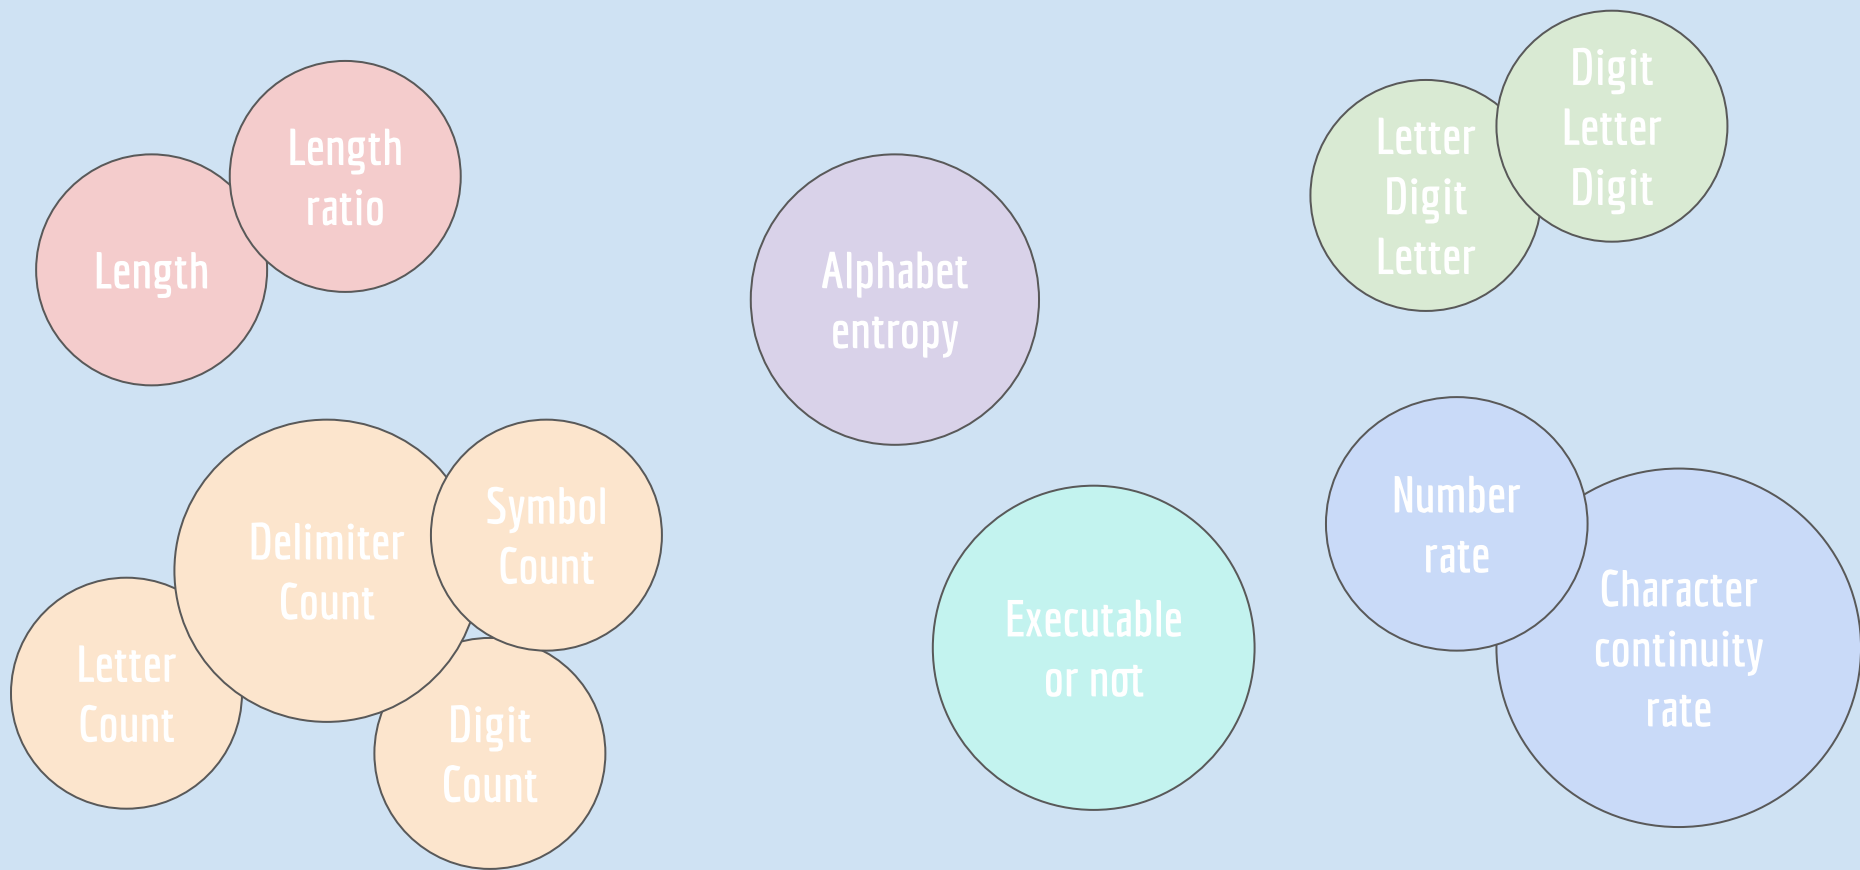 Length
Length
ratio
Alphabet
entropy
Letter
Digit
Letter
Digit
Letter
Digit
Delimiter
Count
Symbol
Count
Letter
Count
Digit
Count
Executable
or not
Number
rate
Character
continuity
rate